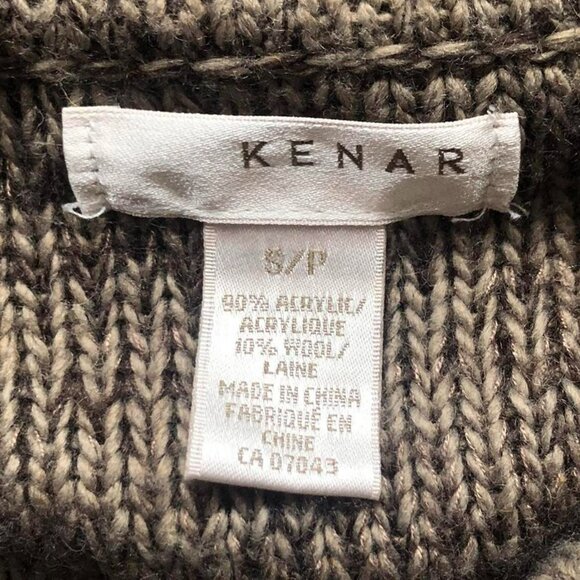 KENAR
S/P
90% ACRYLIC/
ACRYLIQUE
10% WOOL/
LAINE
MADE IN CHINA
FABRIQUÉ EN
CHINE
CA 07043